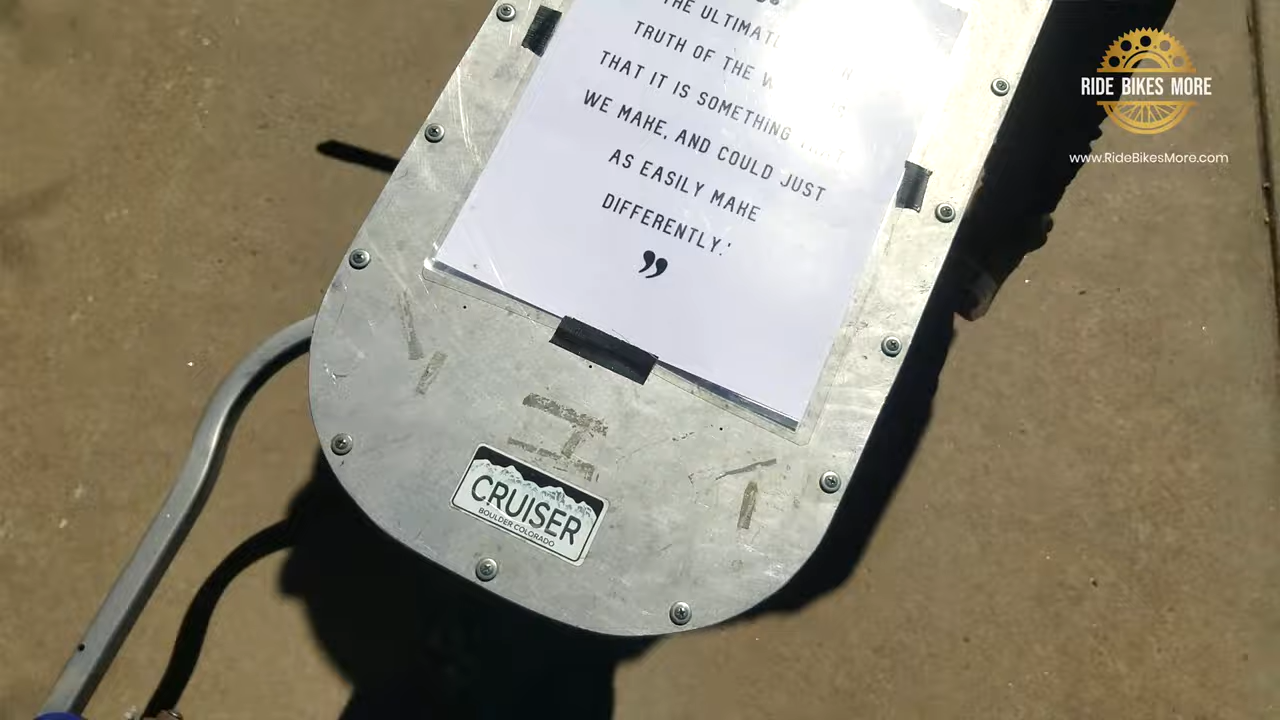 THE ULTIMATE
TRUTH OF THE
THAT IT IS SOMETHING THAT
WE MAKE, AND COULD JUST
AS EASILY MAKE
DIFFERENTLY.'
”
CRUISER
BOULDER COLORADO
RIDE BIKES MORE
www.RideBikesMore.com